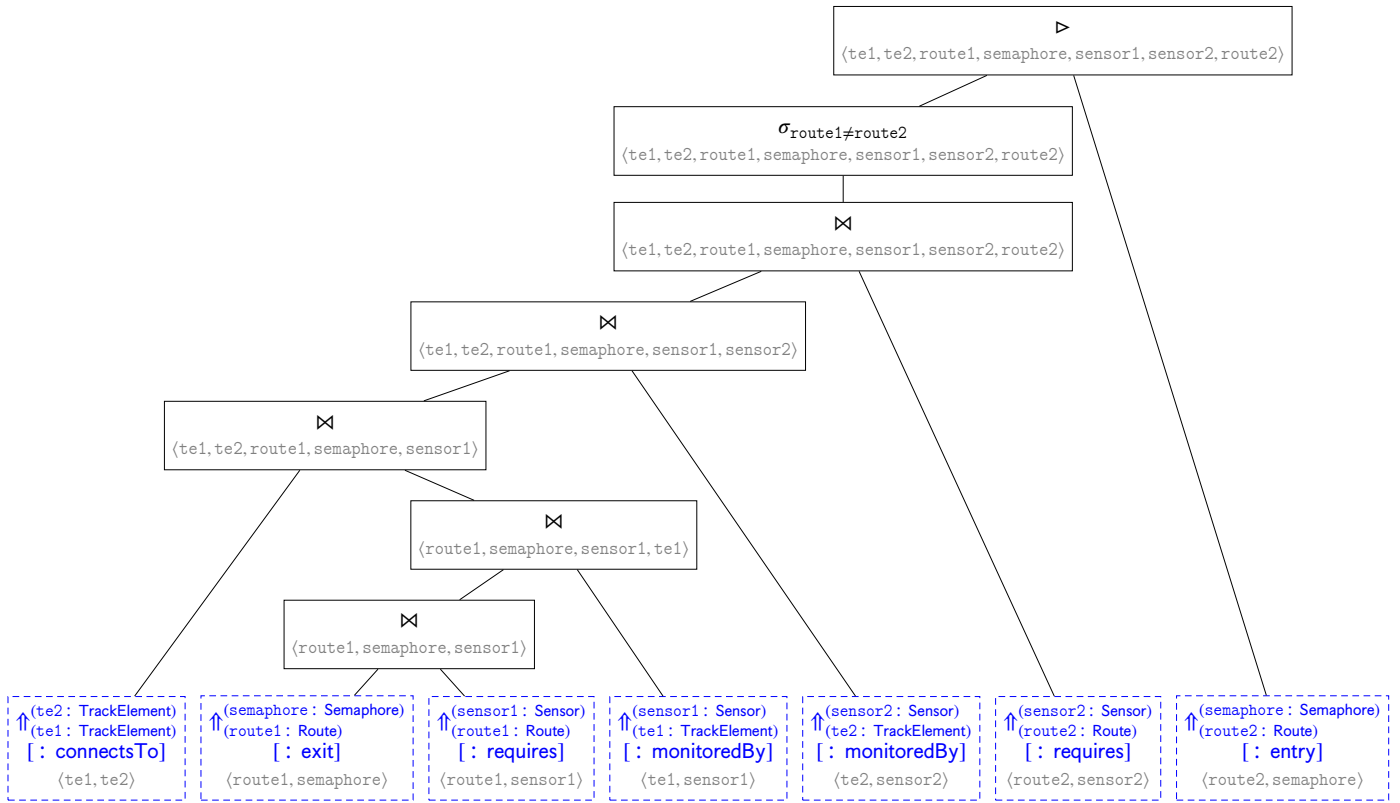 ▷
⟨te1, te2, route1, semaphore, sensor1, sensor2, route2⟩
σroute1≠route2
⟨te1, te2, route1, semaphore, sensor1, sensor2, route2⟩
⋈
⟨te1, te2, route1, semaphore, sensor1, sensor2, route2⟩
⋈
⟨te1, te2, route1, semaphore, sensor1, sensor2⟩
⋈
⟨te1, te2, route1, semaphore, sensor1⟩
⋈
⟨route1, semaphore, sensor1, te1⟩
⋈
⟨route1, semaphore, sensor1⟩
⇑(te2: TrackElement)
(te1: TrackElement)
[: connectsTo]
⟨te1, te2⟩
⇑(semaphore: Semaphore)
(route1: Route)
[: exit]
⟨route1, semaphore⟩
⇑(sensor1: Sensor)
(route1: Route)
[: requires]
⟨route1, sensor1⟩
⇑(sensor1: Sensor)
(te1: TrackElement)
[: monitoredBy]
⟨te1, sensor1⟩
⇑(sensor2: Sensor)
(te2: TrackElement)
[: monitoredBy]
⟨te2, sensor2⟩
⇑(sensor2: Sensor)
(route2: Route)
[: requires]
⟨route2, sensor2⟩
⇑(semaphore: Semaphore)
(route2: Route)
[: entry]
⟨route2, semaphore⟩